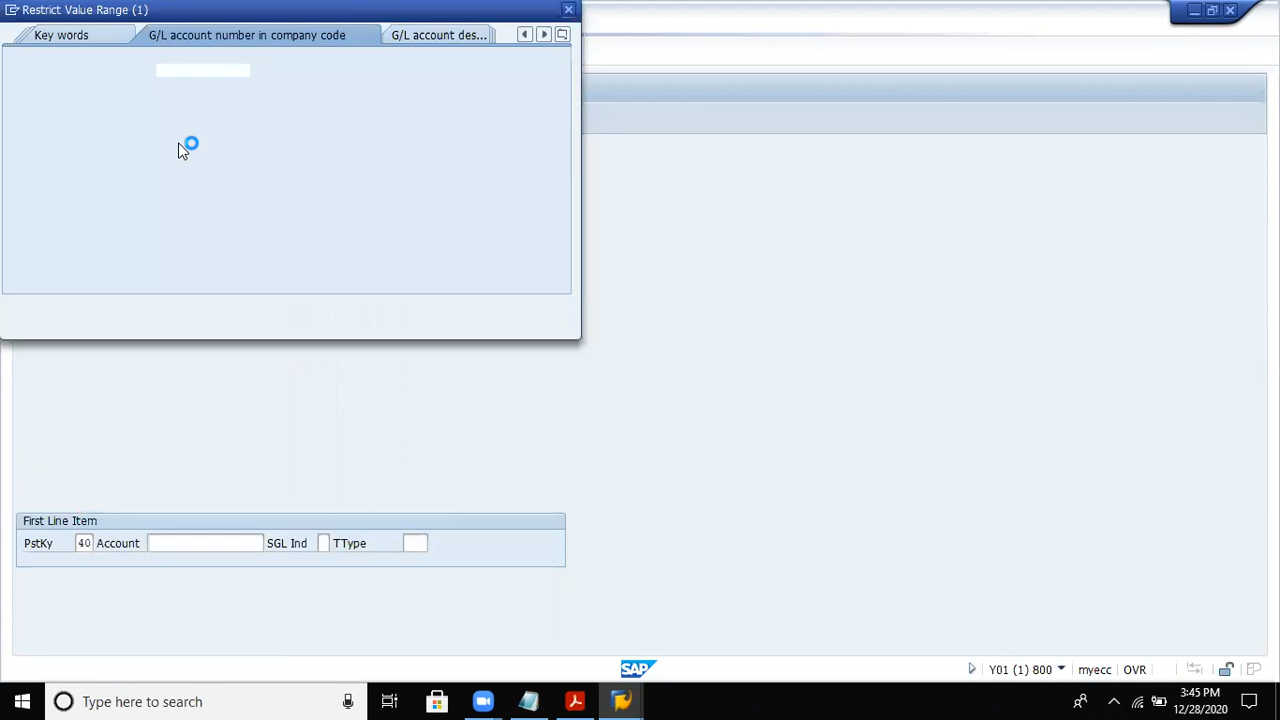 Restrict Value Range (1)
Key words
G/L account number in company code
G/L account des...
First Line Item
PstKy 40 Account SGL Ind TType
SAP
Y01 (1) 800 myecc OVR
Type here to search
3:45 PM
12/28/2020